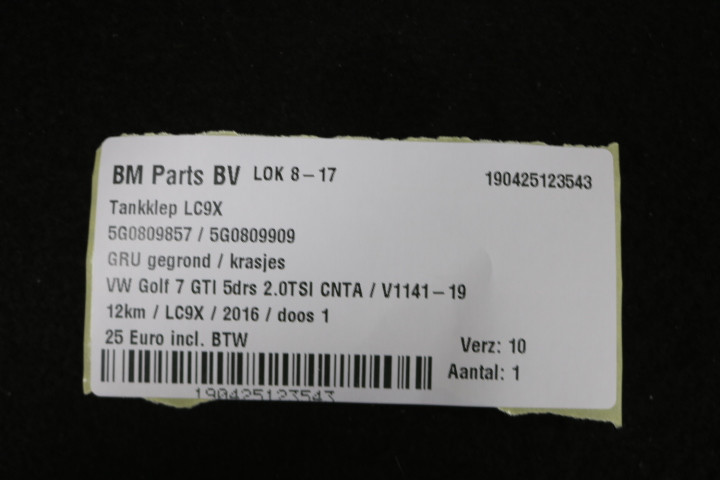 BM Parts BV LOK 8-17 190425123543
Tankklep LC9X
5G0809857 / 5G0809909
GRU gegrond / krasjes
VW Golf 7 GTI 5drs 2.0TSI CNTA / V1141-19
12km / LC9X / 2016 / doos 1
25 Euro incl. BTW
Verz: 10
Aantal: 1
190425123543